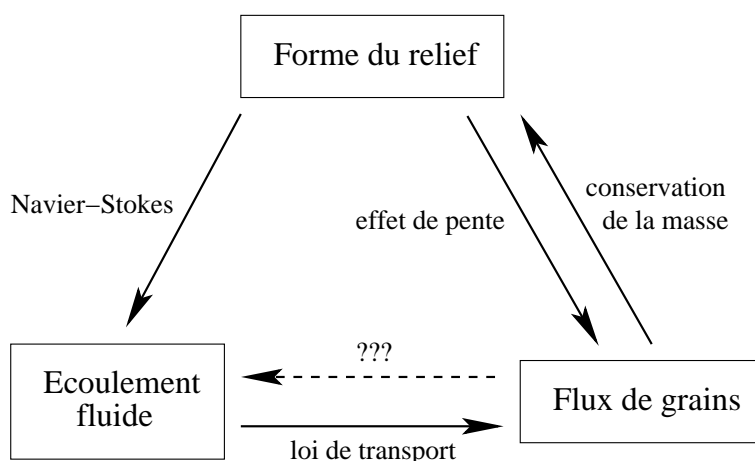 Forme du relief
Navier–Stokes
effet de pente
conservation
de la masse
???
Ecoulement
fluide
Flux de grains
loi de transport